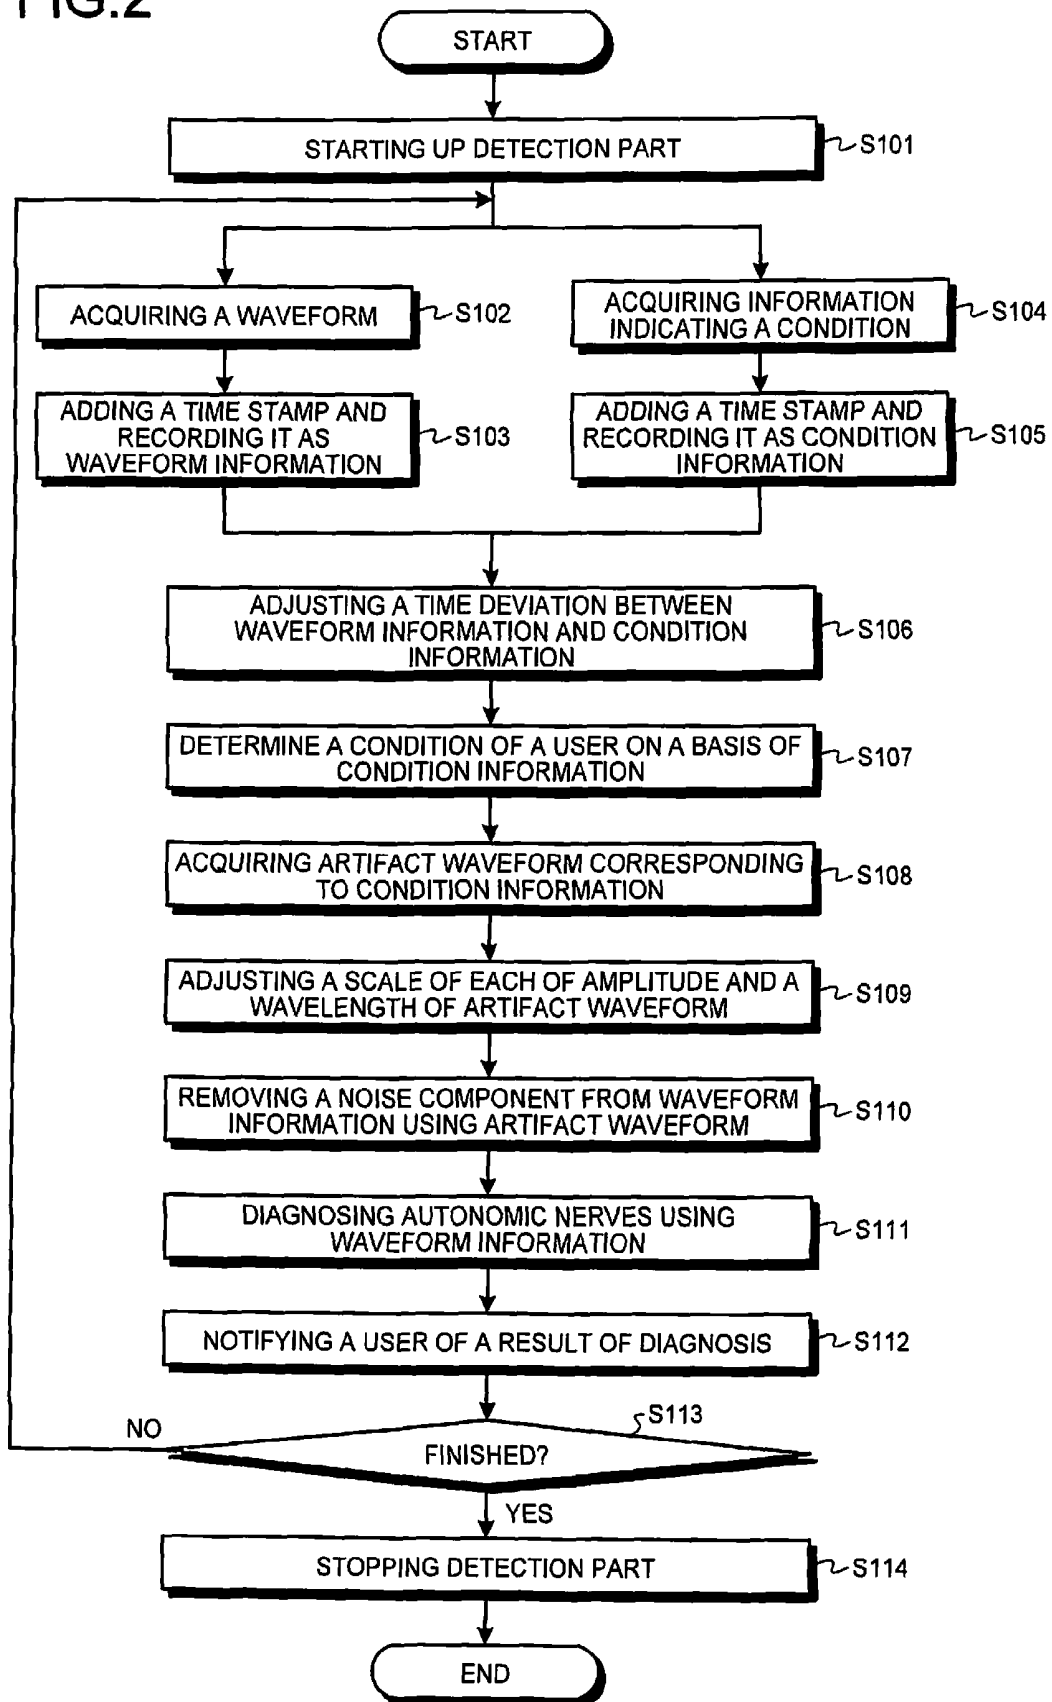 FIG.2
START
STARTING UP DETECTION PART
S101
ACQUIRING A WAVEFORM
S102
ACQUIRING INFORMATION
INDICATING A CONDITION
S104
ADDING A TIME STAMP AND
RECORDING IT AS
WAVEFORM INFORMATION
S103
ADDING A TIME STAMP AND
RECORDING IT AS CONDITION
INFORMATION
S105
ADJUSTING A TIME DEVIATION BETWEEN
WAVEFORM INFORMATION AND CONDITION
INFORMATION
S106
DETERMINE A CONDITION OF A USER ON A BASIS OF
CONDITION INFORMATION
S107
ACQUIRING ARTIFACT WAVEFORM CORRESPONDING
TO CONDITION INFORMATION
S108
ADJUSTING A SCALE OF EACH OF AMPLITUDE AND A
WAVELENGTH OF ARTIFACT WAVEFORM
S109
REMOVING A NOISE COMPONENT FROM WAVEFORM
INFORMATION USING ARTIFACT WAVEFORM
S110
DIAGNOSING AUTONOMIC NERVES USING
WAVEFORM INFORMATION
S111
NOTIFYING A USER OF A RESULT OF DIAGNOSIS
S112
S113
NO
FINISHED?
YES
STOPPING DETECTION PART
S114
END